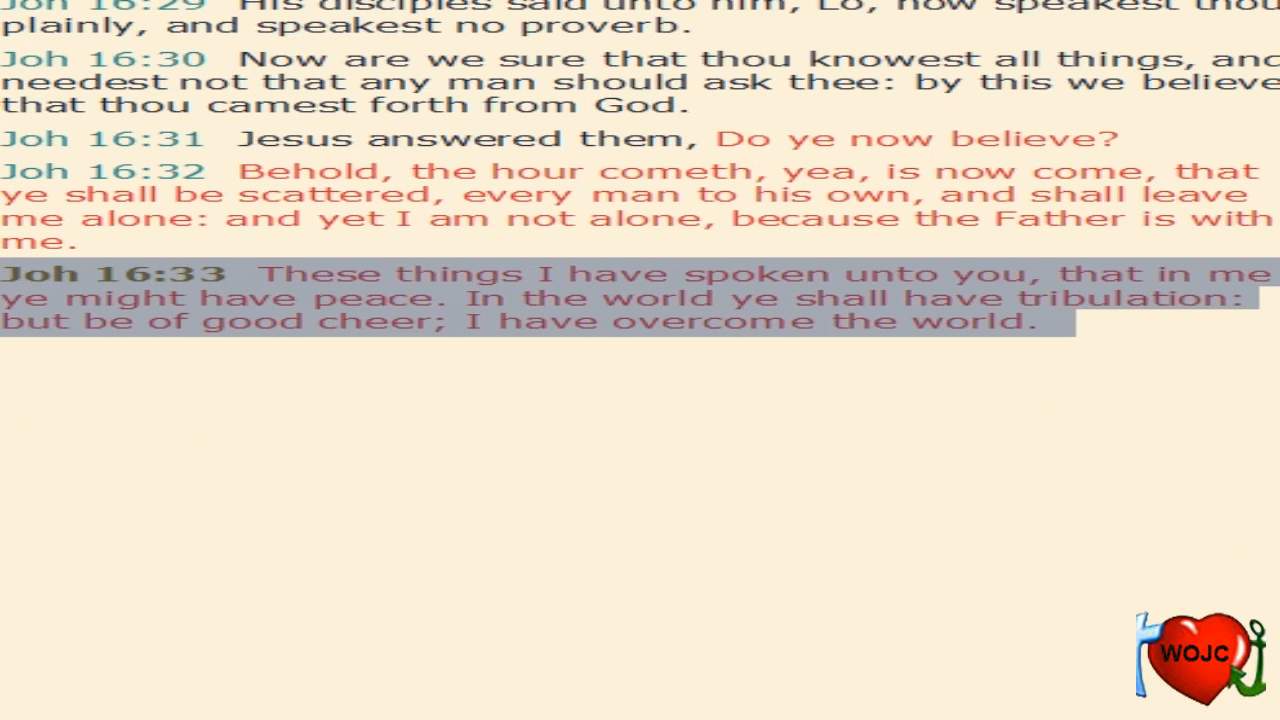 Joh 16:29 His disciples said unto him, Lo, now speakest thou
plainly, and speakest no proverb.
Joh 16:30 Now are we sure that thou knowest all things, and
needest not that any man should ask thee: by this we believe
that thou camest forth from God.
Joh 16:31 Jesus answered them, Do ye now believe?
Joh 16:32 Behold, the hour cometh, yea, is now come, that
ye shall be scattered, every man to his own, and shall leave
me alone: and yet I am not alone, because the Father is with
me.
Joh 16:33 These things I have spoken unto you, that in me
ye might have peace. In the world ye shall have tribulation:
but be of good cheer; I have overcome the world.
WOJC